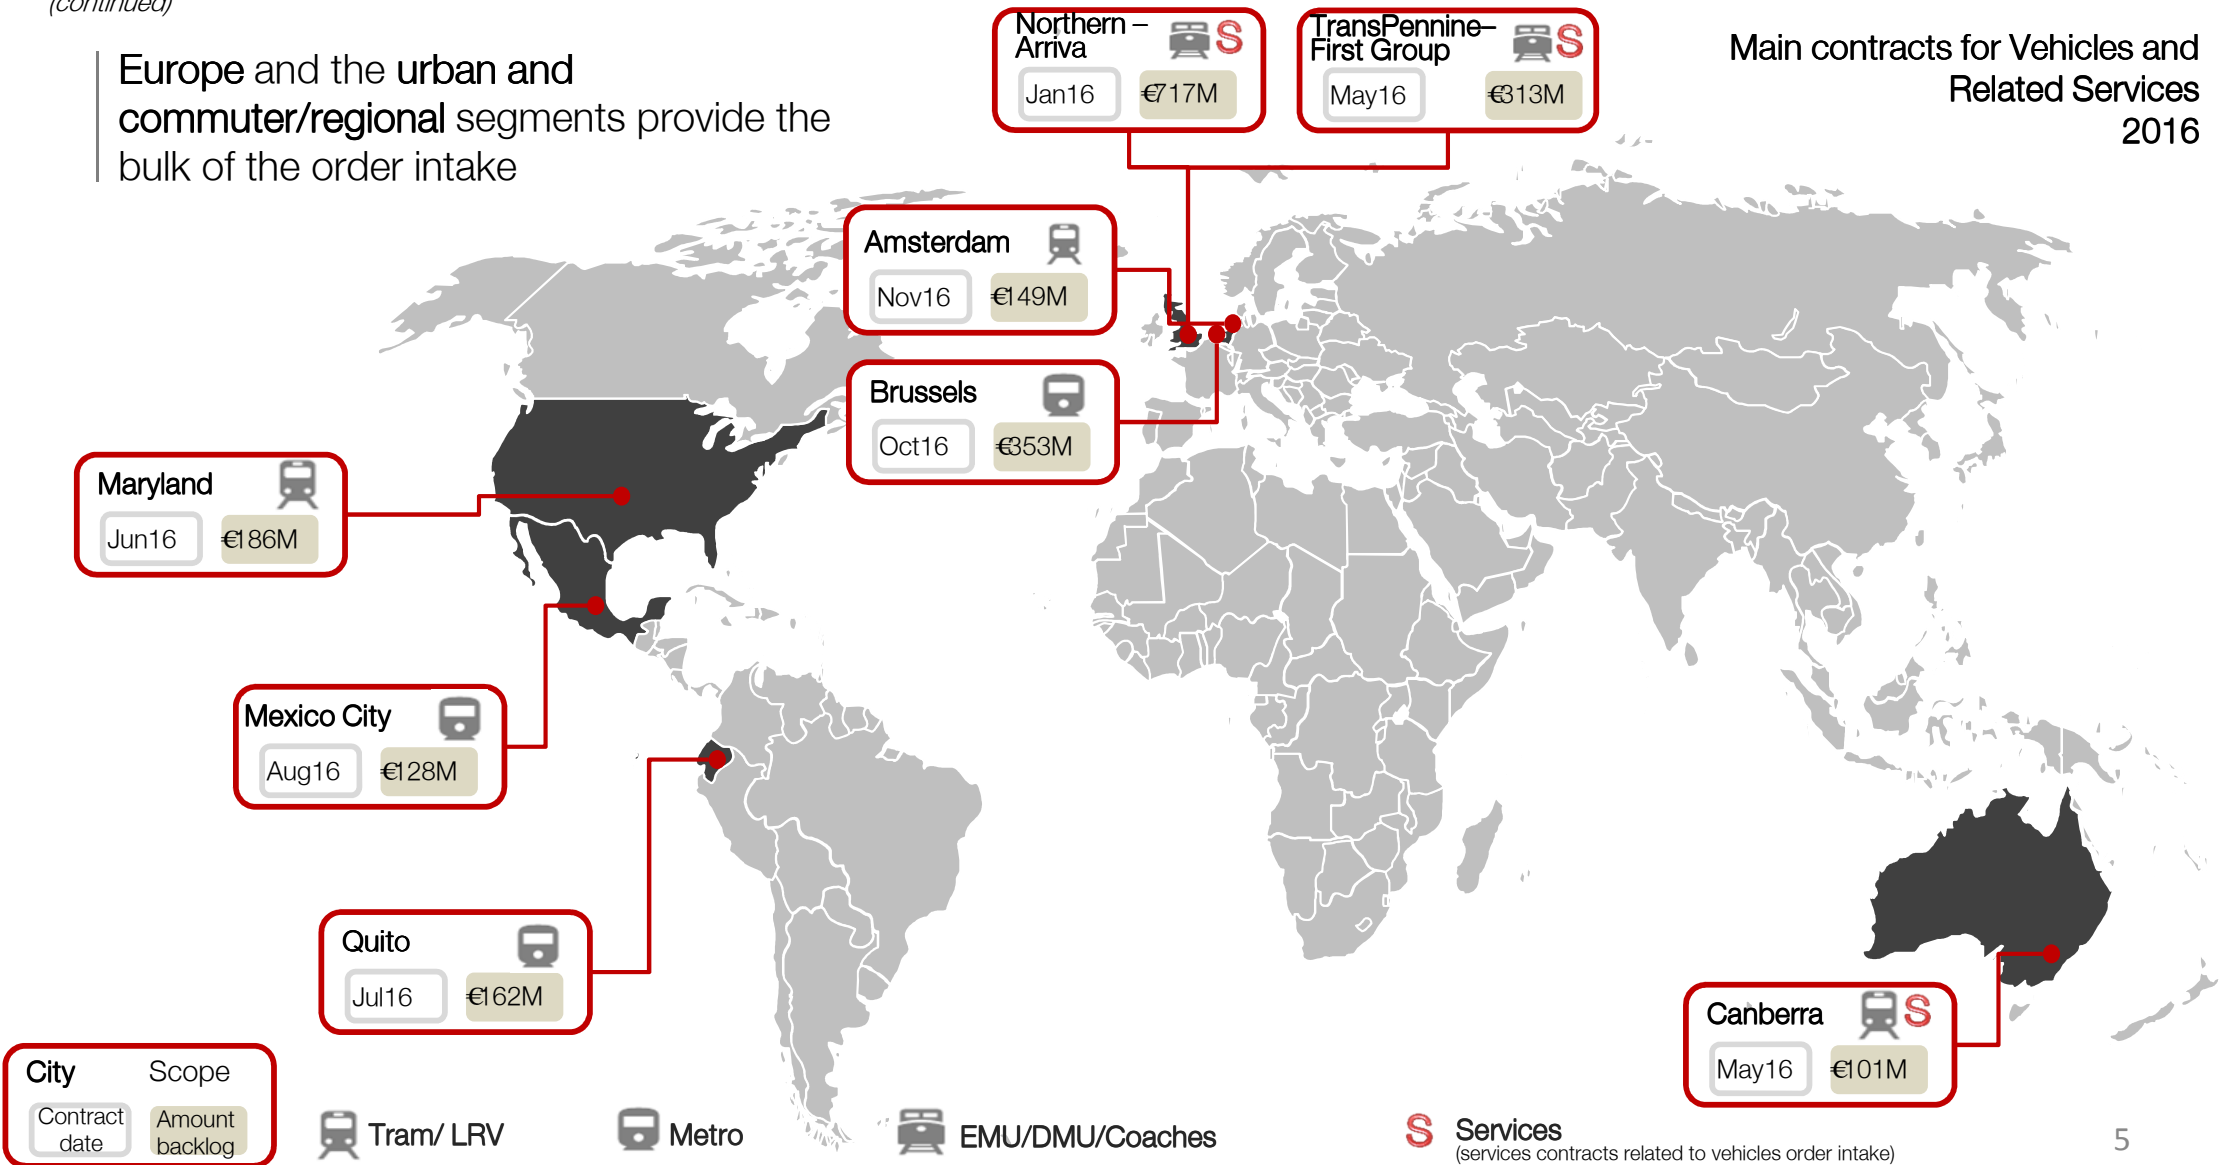 (continued)
Europe and the urban and
commuter/regional segments provide the
bulk of the order intake
Northern –
Arriva
S
Jan16
€717M
TransPennine–
First Group
S
May16
€313M
Main contracts for Vehicles and
Related Services
2016
Amsterdam
Nov16
€149M
Brussels
Oct16
€353M
Maryland
Jun16
€186M
Mexico City
Aug16
€128M
Quito
Jul16
€162M
Canberra
S
May16
€101M
City
Scope
Contract
date
Amount
backlog
Tram/ LRV
Metro
EMU/DMU/Coaches
S
Services
(services contracts related to vehicles order intake)
5